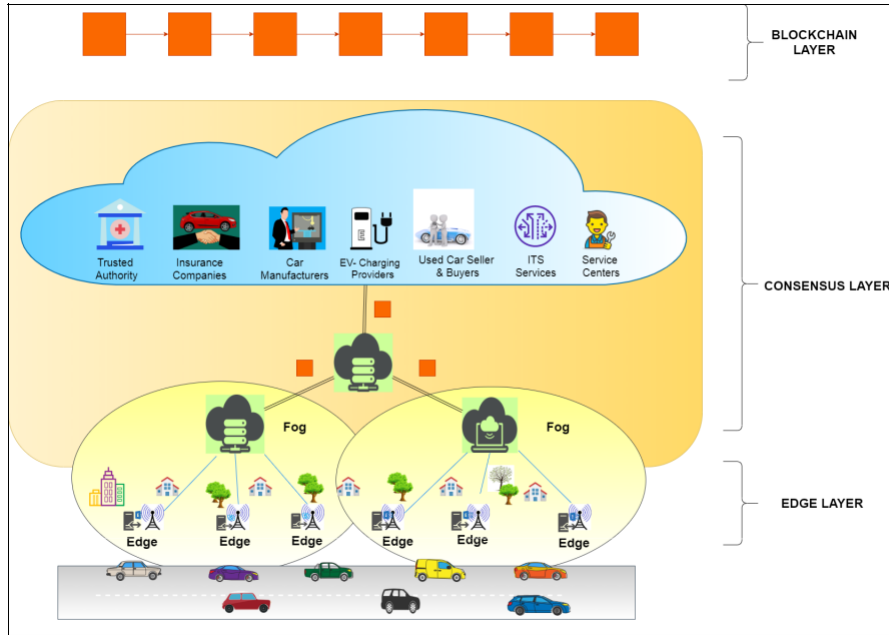 BLOCKCHAIN
LAYER
Trusted
Authority
Insurance
Companies
Car
Manufacturers
EV- Charging
Providers
Used Car Seller
& Buyers
ITS
Services
Service
Centers
CONSENSUS LAYER
Fog
Fog
EDGE LAYER
Edge
Edge
Edge
Edge
Edge
Edge